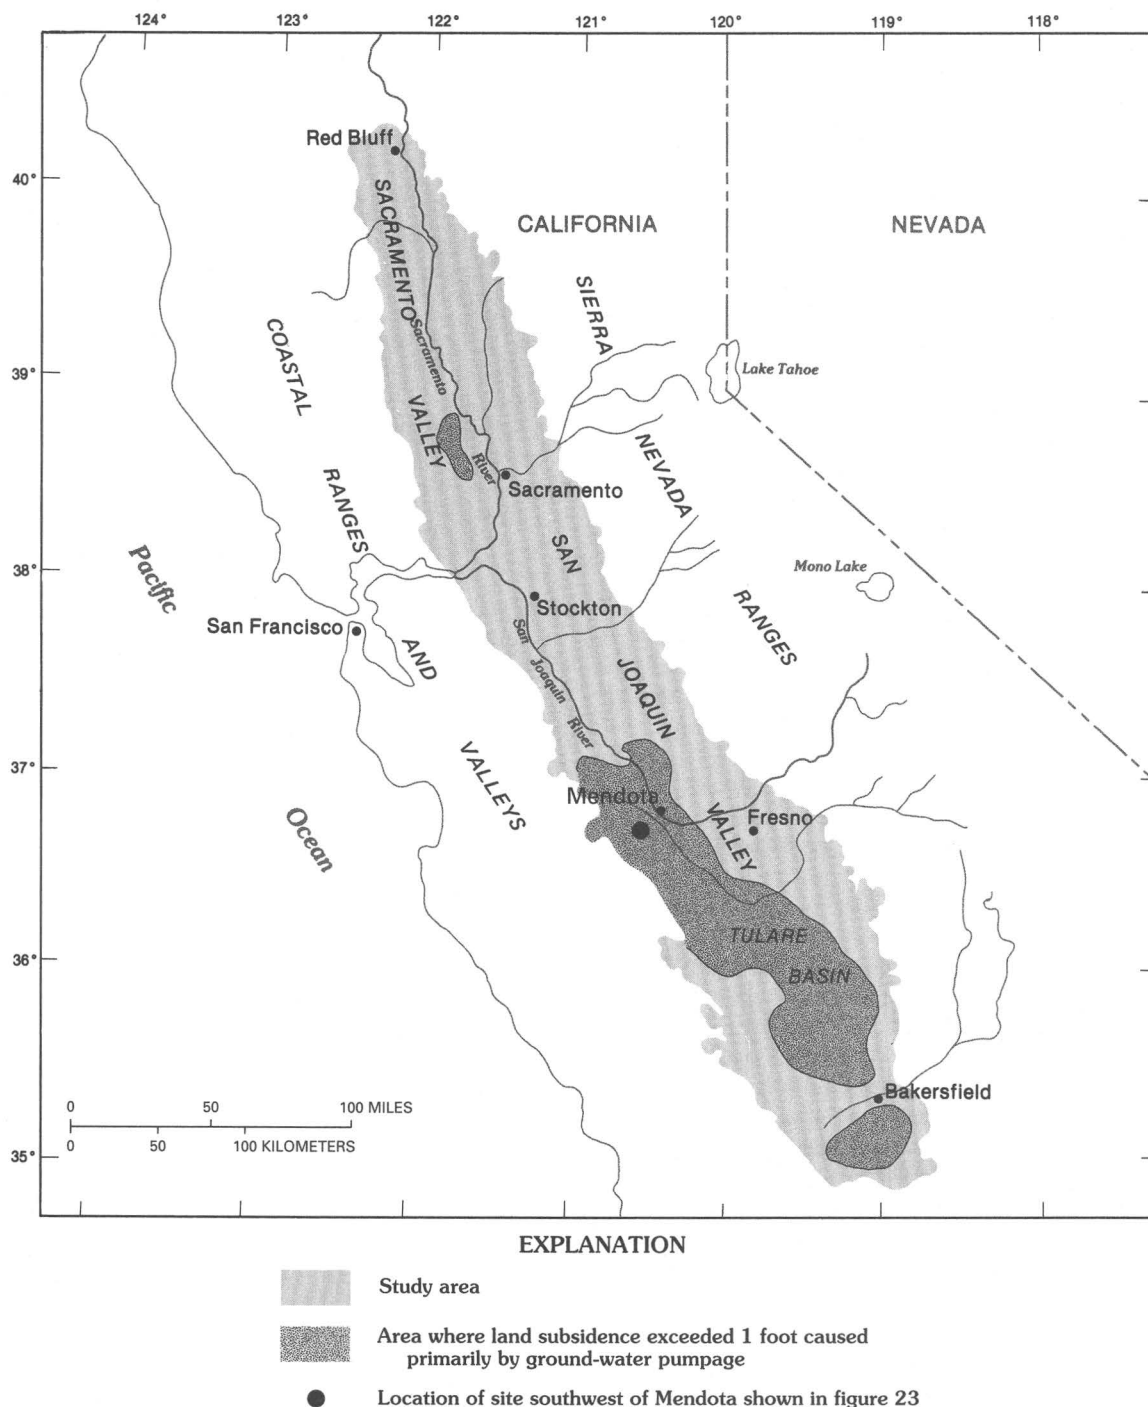 124° 123° 122° 121° 120° 119° 118°
Red Bluff
40°
SACRAMENTO
CALIFORNIA
NEVADA
SIERRA
COASTAL
Sacramento
39°
Lake Tahoe
VALLEY
NEVADA
River
RANGES
Sacramento
SAN
38°
Pacific
Mono Lake
RANGES
Stockton
San Francisco
San
AND
JOAQUIN
Joaquin
River
37°
VALLEYS
Mendota
VALLEY
Fresno
Ocean
TULARE
36°
BASIN
Bakersfield
0 50 100 MILES
0 50 100 KILOMETERS
35°
EXPLANATION
Study area
Area where land subsidence exceeded 1 foot caused
primarily by ground-water pumpage
Location of site southwest of Mendota shown in figure 23